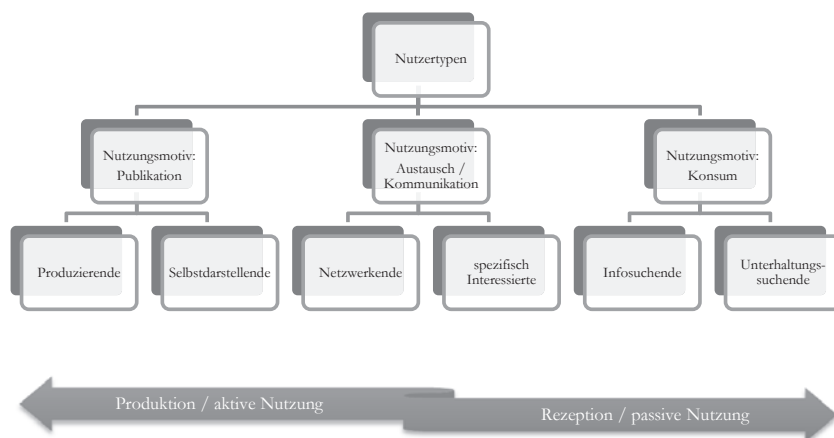 Nutzertypen
Nutzungsmotiv:
Publikation
Nutzungsmotiv:
Austausch /
Kommunikation
Nutzungsmotiv:
Konsum
Produzierende
Selbstdarstellende
Netzwerkende
spezifisch
Interessierte
Infosuchende
Unterhaltungs-
suchende
Produktion / aktive Nutzung
Rezeption / passive Nutzung